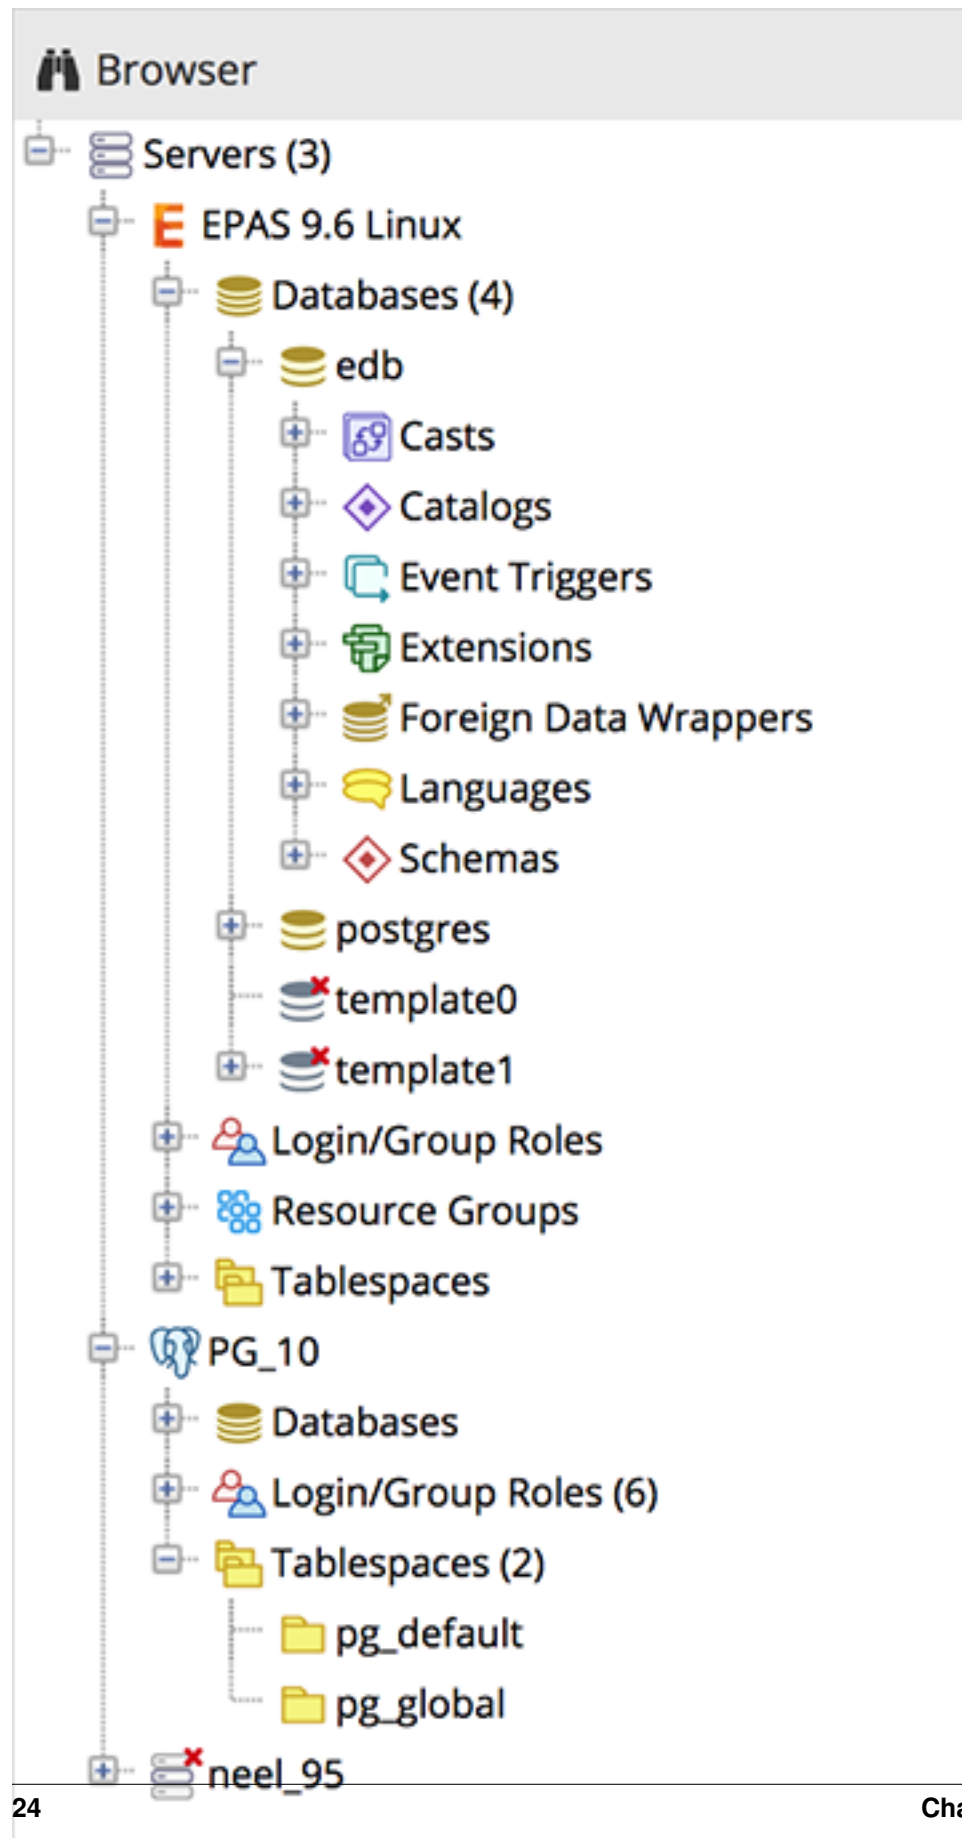 Browser
Servers (3)
EPAS 9.6 Linux
Databases (4)
edb
Casts
Catalogs
Event Triggers
Extensions
Foreign Data Wrappers
Languages
Schemas
postgres
template0
template1
Login/Group Roles
Resource Groups
Tablespaces
PG_10
Databases
Login/Group Roles (6)
Tablespaces (2)
pg_default
pg_global
neel_95
24